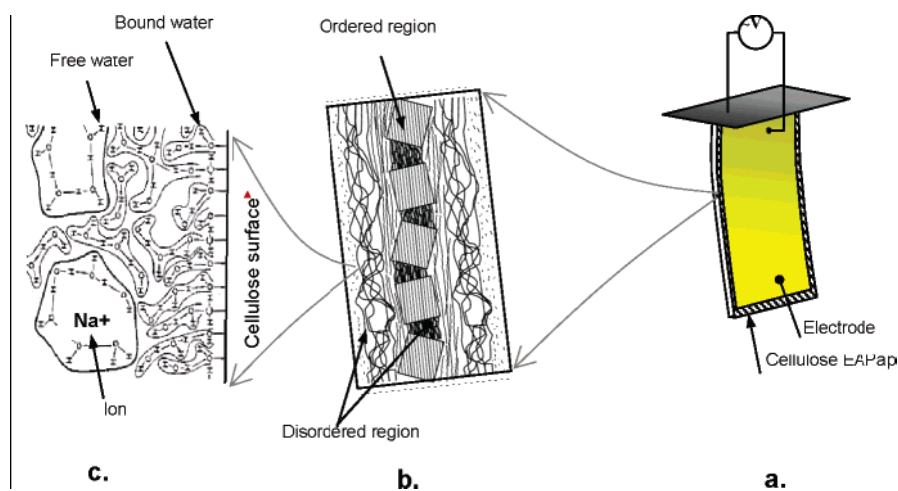 Bound water
Free water
Ordered region
~V
Cellulose surface
Na+
Ion
Disordered region
Electrode
Cellulose EAPap
c.
b.
a.